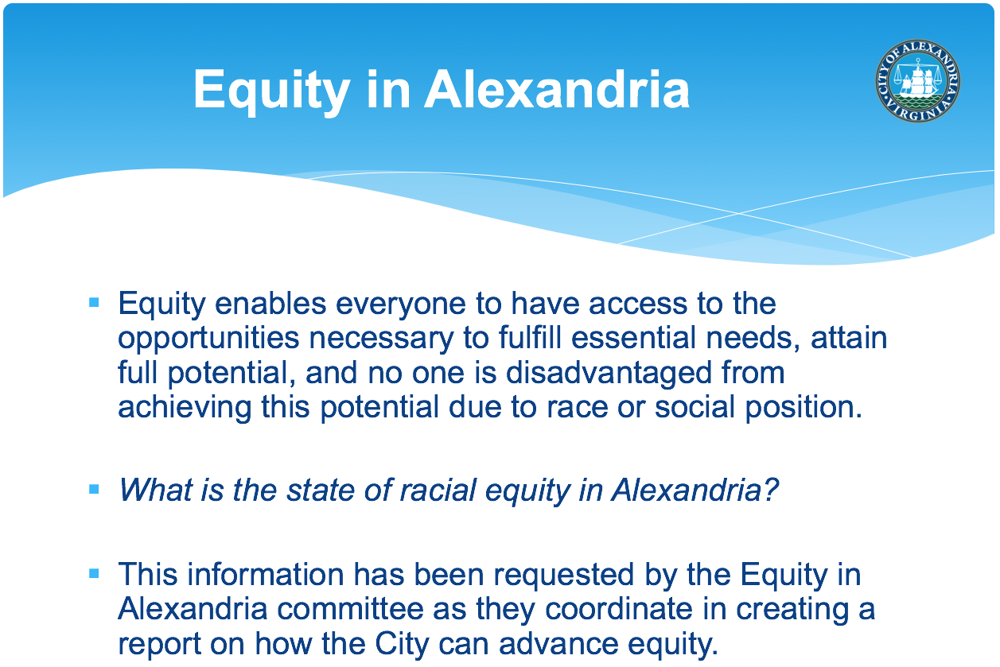 Equity in Alexandria
CITY OF ALEXANDRIA
VIRGINIA
▪ Equity enables everyone to have access to the
opportunities necessary to fulfill essential needs, attain
full potential, and no one is disadvantaged from
achieving this potential due to race or social position.
▪ What is the state of racial equity in Alexandria?
▪ This information has been requested by the Equity in
Alexandria committee as they coordinate in creating a
report on how the City can advance equity.